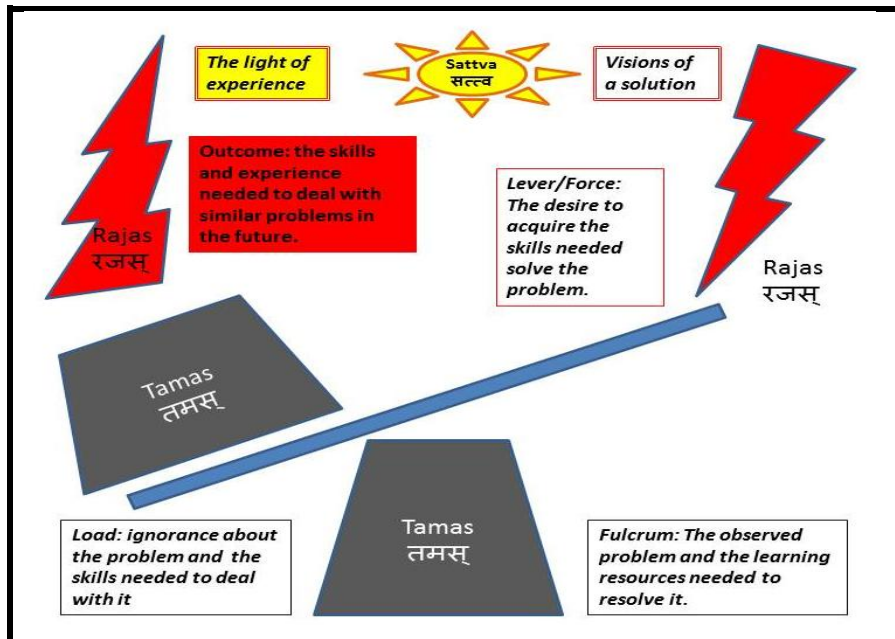 The light of
experience
Sattva
सत्त्व
Visions of
a solution
Outcome: the skills
and experience
needed to deal with
similar problems in
the future.
Rajas
रजस्
Lever/Force:
The desire to
acquire the
skills needed
solve the
problem.
Rajas
रजस्
Tamas
तमस्
Tamas
तमस्
Load: ignorance about
the problem and the
skills needed to deal
with it
Fulcrum: The observed
problem and the learning
resources needed to
resolve it.